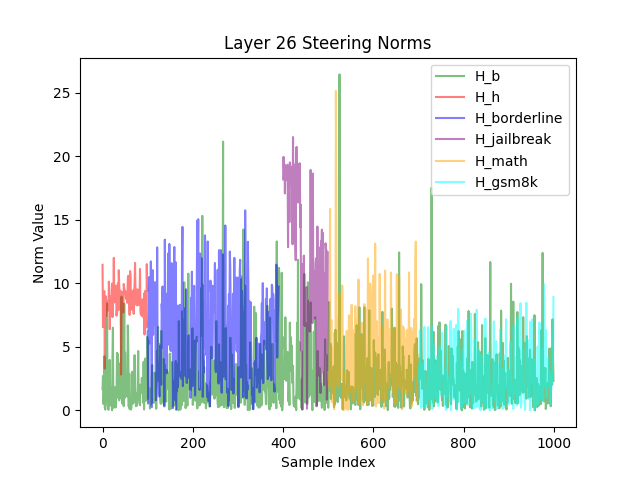 Layer 26 Steering Norms
H_b
H_h
H_borderline
H_jailbreak
H_math
H_gsm8k
25
20
15
10
5
0
Norm Value
0 200 400 600 800 1000
Sample Index